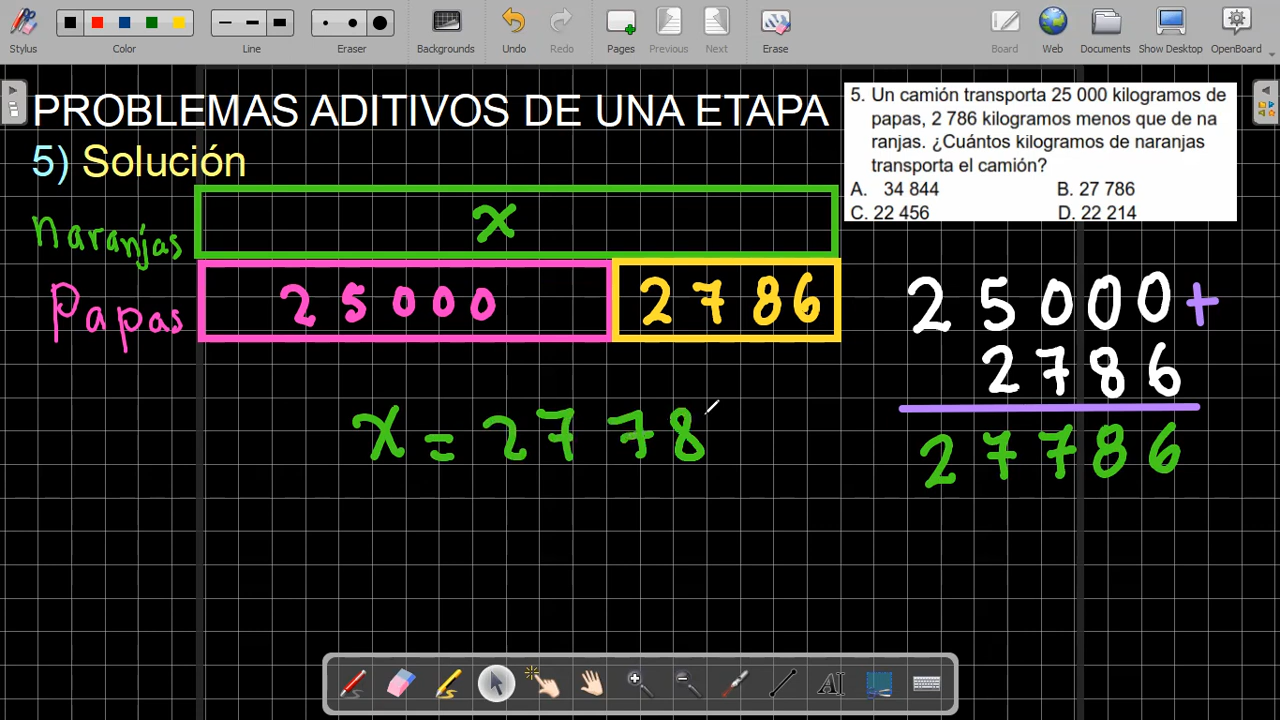 Stylus Color Line Eraser Backgrounds Undo Redo Pages Previous Next Erase Board Web Documents Show Desktop OpenBoard
PROBLEMAS ADITIVOS DE UNA ETAPA
5) Solución
5. Un camión transporta 25 000 kilogramos de
papas, 2 786 kilogramos menos que de na
ranjas. ¿Cuántos kilogramos de naranjas
transporta el camión?
A. 34 844 B. 27 786
C. 22 456 D. 22 214
naranjas x
Papas 25000 2786
25000+
2786
27786
x = 2778